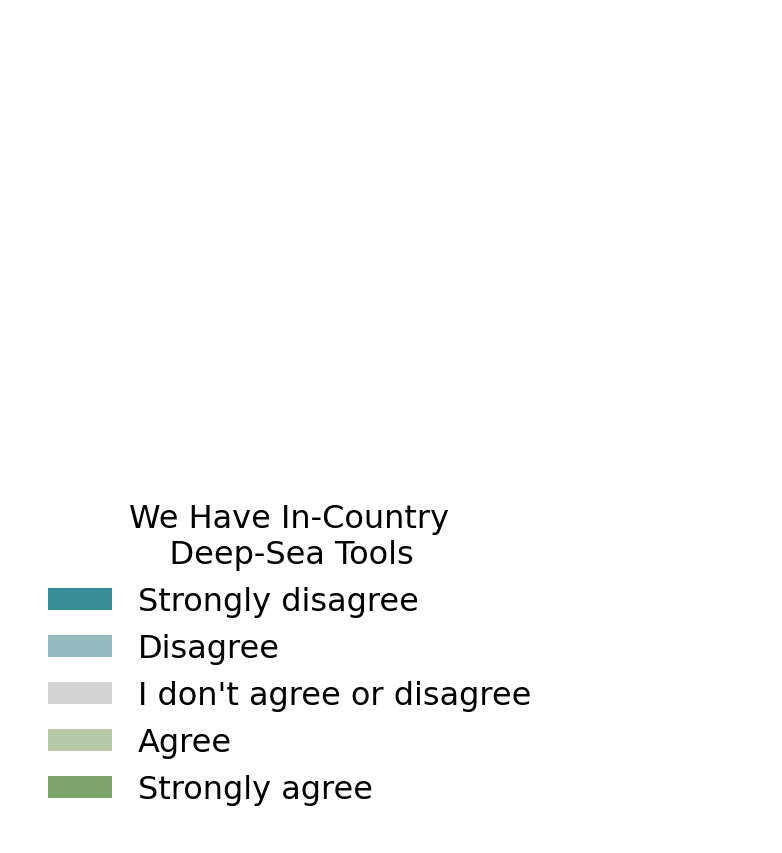 We Have In-Country
Deep-Sea Tools
Strongly disagree
Disagree
I don't agree or disagree
Agree
Strongly agree